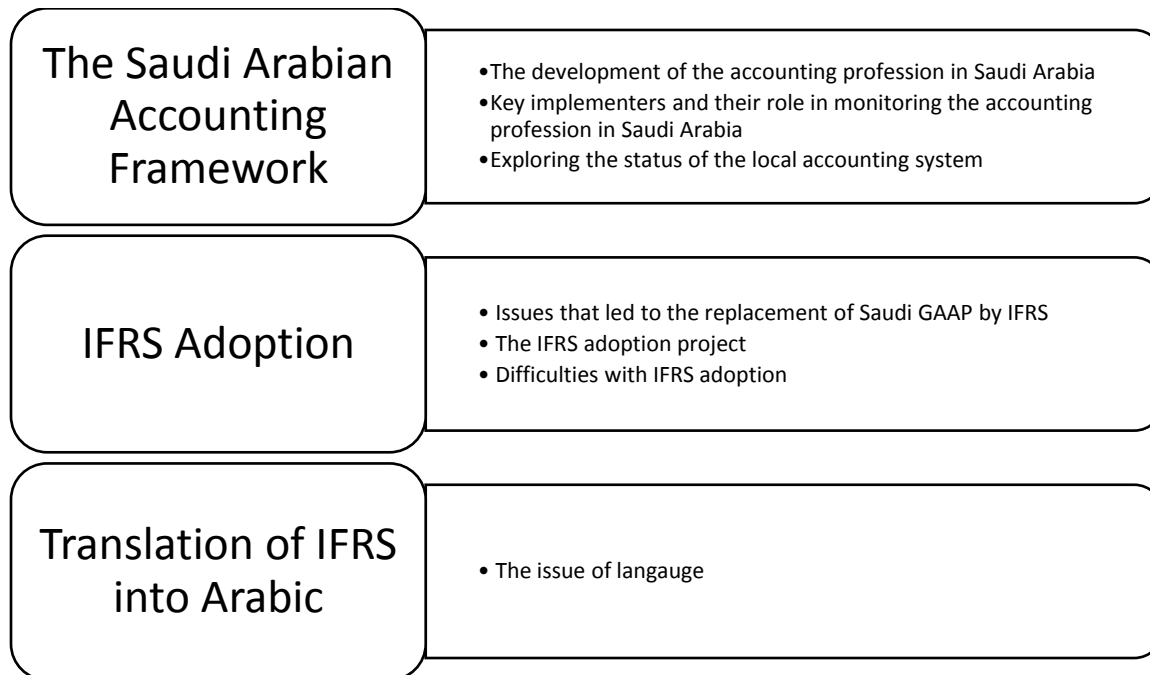 The Saudi Arabian
Accounting
Framework
•The development of the accounting profession in Saudi Arabia
•Key implementers and their role in monitoring the accounting
profession in Saudi Arabia
•Exploring the status of the local accounting system
IFRS Adoption
• Issues that led to the replacement of Saudi GAAP by IFRS
• The IFRS adoption project
• Difficulties with IFRS adoption
Translation of IFRS
into Arabic
• The issue of langauge